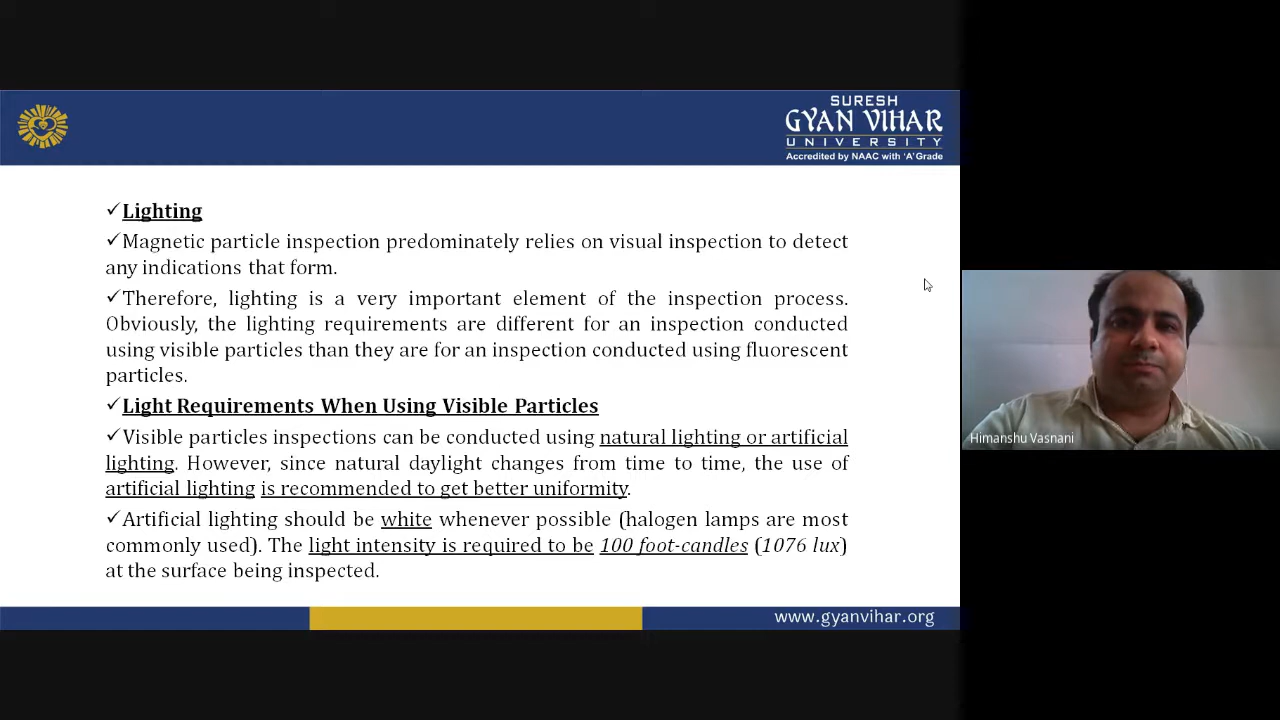 SURESH
GYAN VIHAR
UNIVERSITY
Accredited by NAAC with 'A' Grade
✓Lighting
✓Magnetic particle inspection predominately relies on visual inspection to detect
any indications that form.
✓Therefore, lighting is a very important element of the inspection process.
Obviously, the lighting requirements are different for an inspection conducted
using visible particles than they are for an inspection conducted using fluorescent
particles.
✓Light Requirements When Using Visible Particles
✓Visible particles inspections can be conducted using natural lighting or artificial
lighting. However, since natural daylight changes from time to time, the use of
artificial lighting is recommended to get better uniformity.
✓Artificial lighting should be white whenever possible (halogen lamps are most
commonly used). The light intensity is required to be 100 foot-candles (1076 lux)
at the surface being inspected.
www.gyanvihar.org
Himanshu Vasnani